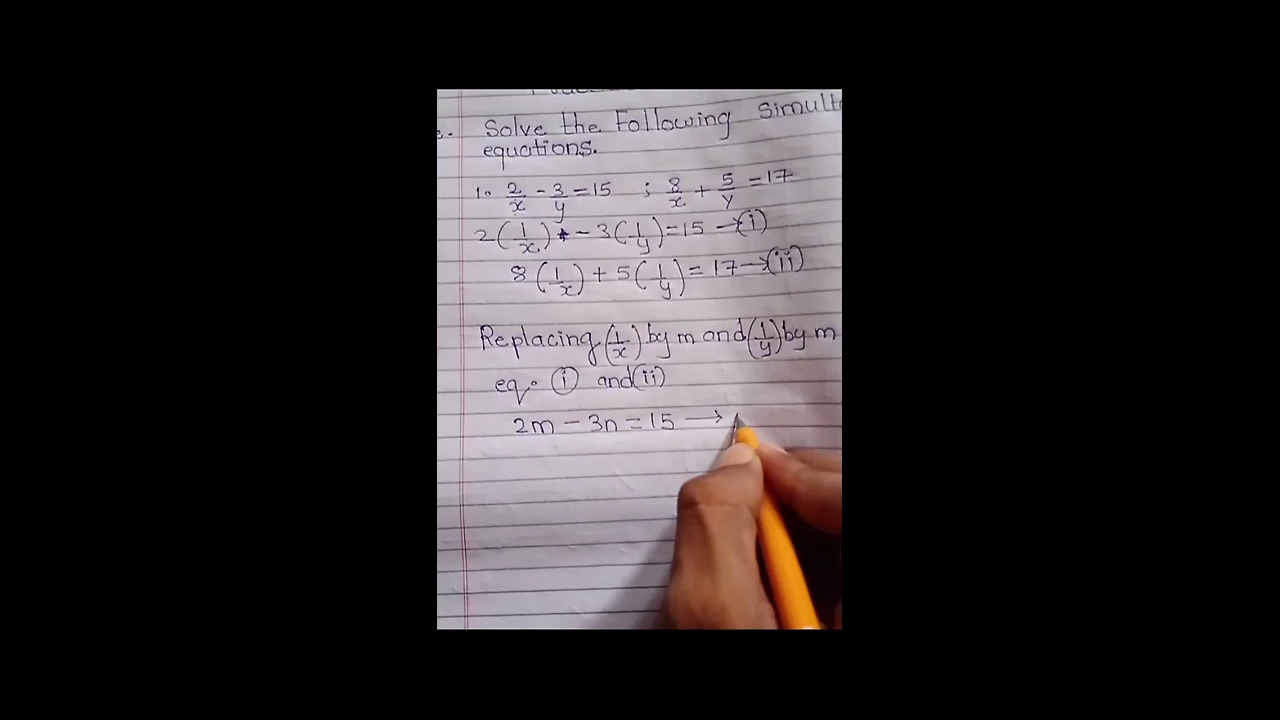 Solve the Following
equations.
1. 2/x - 3/y = 15 ; 8/x + 5/y = 17
2(1/x) - 3(1/y) = 15 → (i)
8(1/x) + 5(1/y) = 17 → (ii)
Replacing (1/x) by m and (1/y) by m
eq. (i) and (ii)
2m - 3n = 15 →